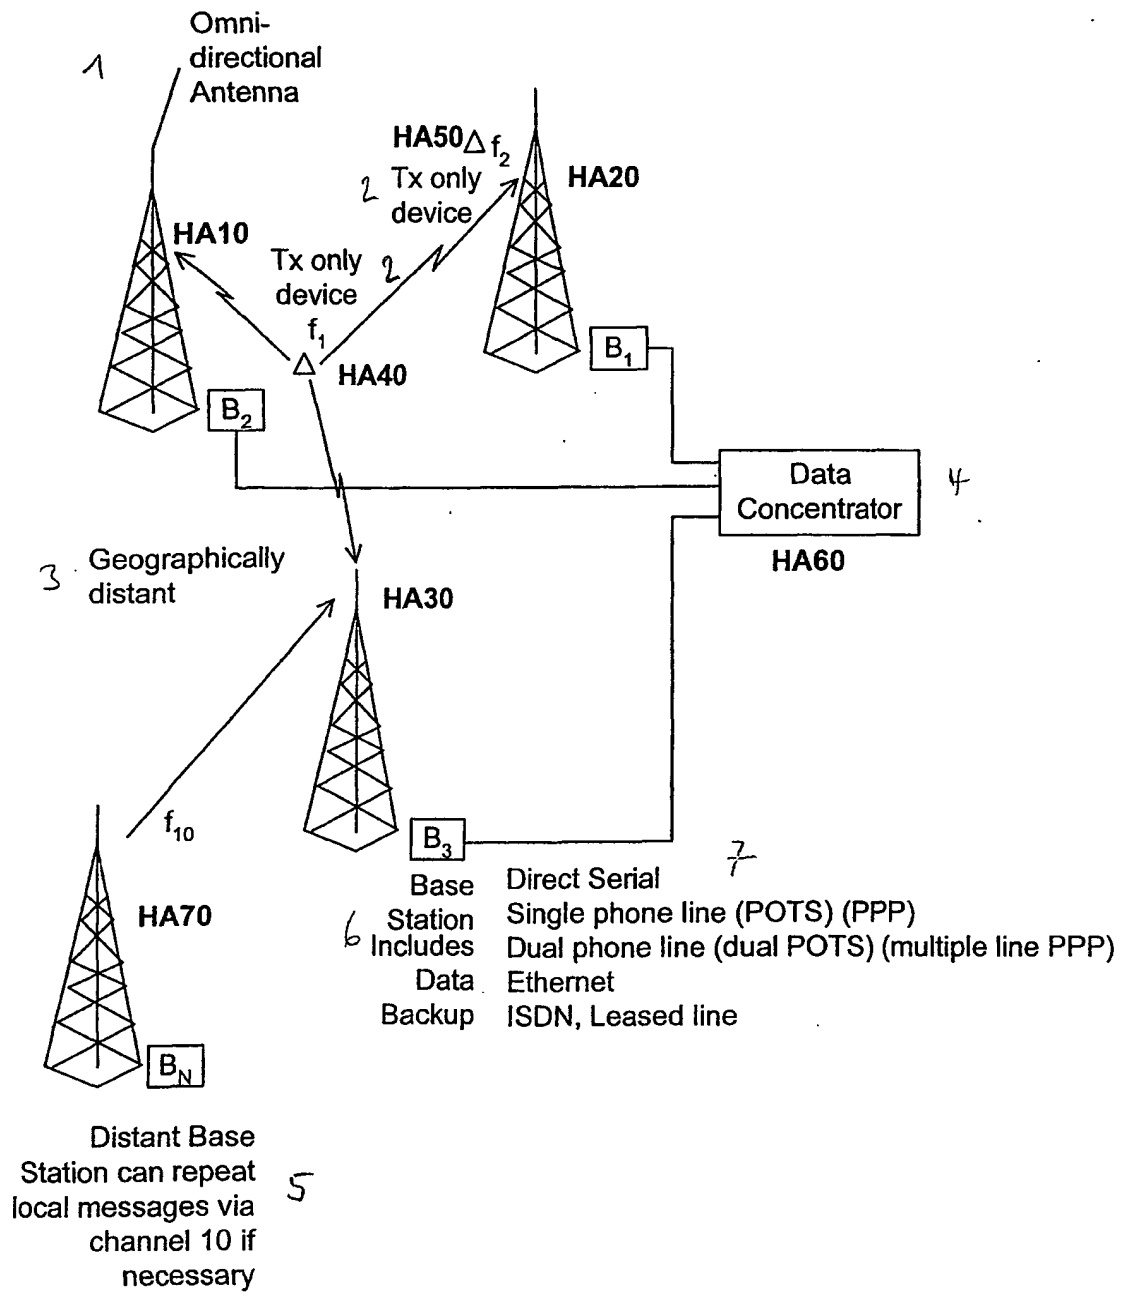 1
Omni-
directional
Antenna
HA50 Δ f2
2 Tx only
device
HA20
HA10
Tx only 2
device
f1
Δ HA40
B1
B2
Data
Concentrator
4
HA60
3 Geographically
distant
HA30
f10
HA70
B3
7
Base Direct Serial
6 Station Single phone line (POTS) (PPP)
Includes Dual phone line (dual POTS) (multiple line PPP)
Data Ethernet
Backup ISDN, Leased line
BN
Distant Base
Station can repeat
local messages via
channel 10 if
necessary
5